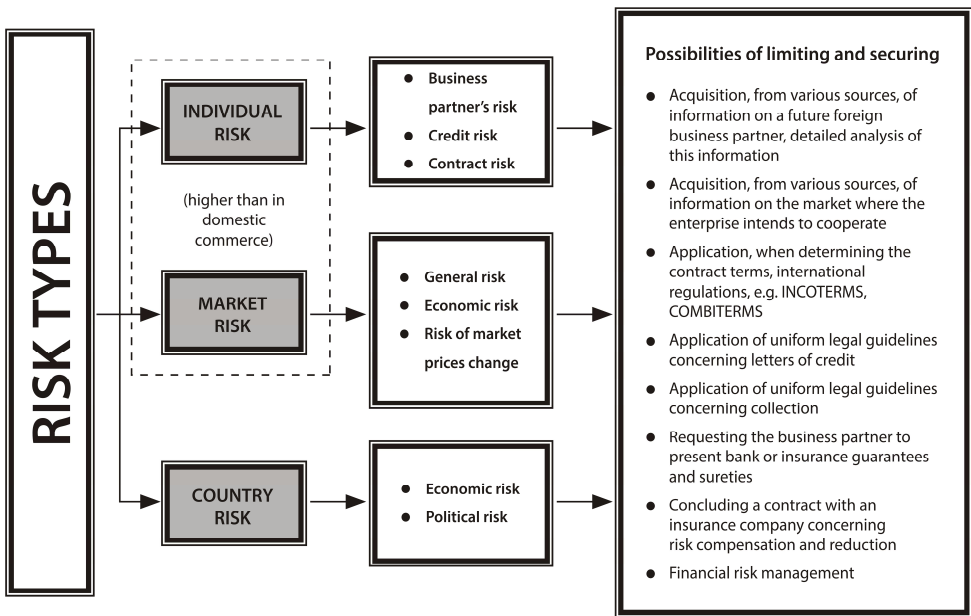 RISK TYPES
INDIVIDUAL
RISK
(higher than in
domestic
commerce)
MARKET
RISK
COUNTRY
RISK
● Business
partner's risk
● Credit risk
● Contract risk
● General risk
● Economic risk
● Risk of market
prices change
● Economic risk
● Political risk
Possibilities of limiting and securing
● Acquisition, from various sources, of
information on a future foreign
business partner, detailed analysis of
this information
● Acquisition, from various sources, of
information on the market where the
enterprise intends to cooperate
● Application, when determining the
contract terms, international
regulations, e.g. INCOTERMS,
COMBITERMS
● Application of uniform legal guidelines
concerning letters of credit
● Application of uniform legal guidelines
concerning collection
● Requesting the business partner to
present bank or insurance guarantees
and sureties
● Concluding a contract with an
insurance company concerning
risk compensation and reduction
● Financial risk management